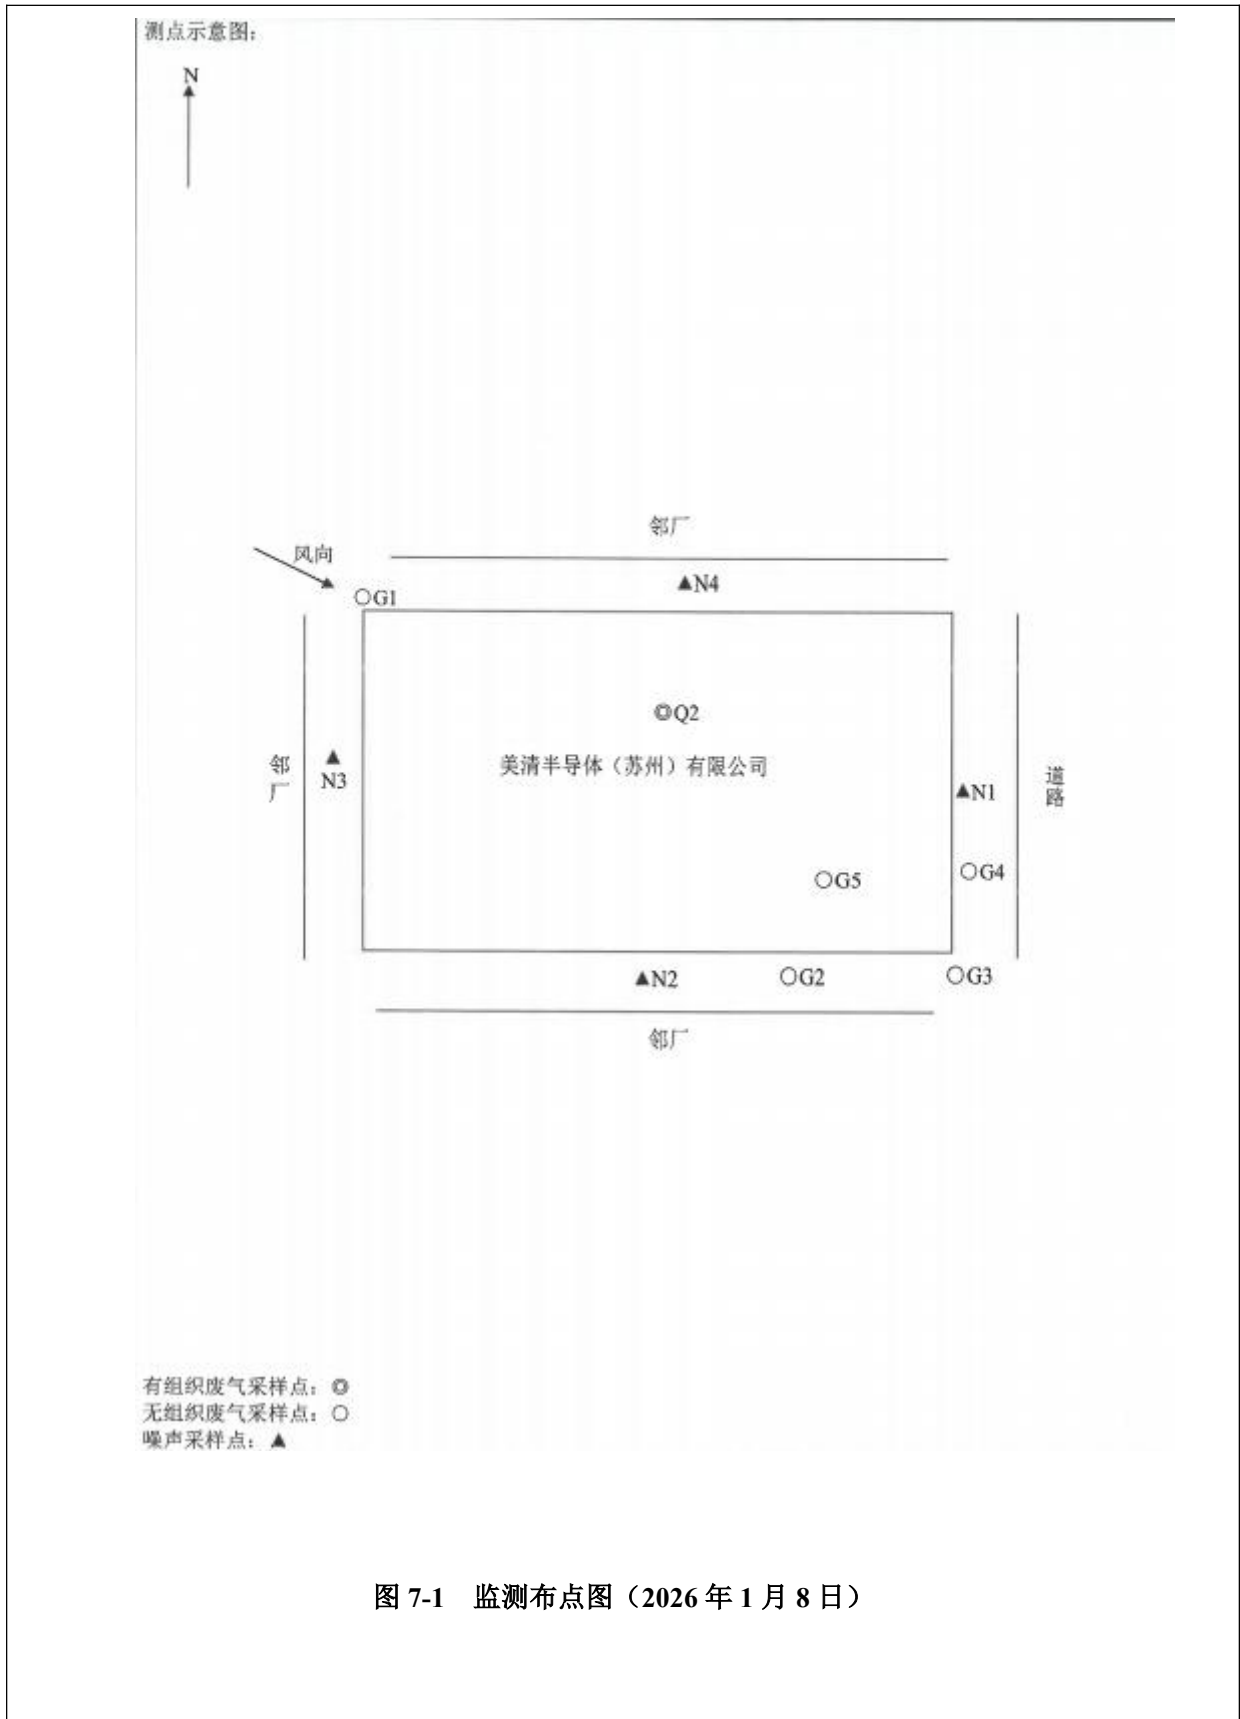 测点示意图：
N
邻厂
风向
▲N4
○G1
◎Q2
邻厂
▲
N3
美清半导体（苏州）有限公司
▲N1
道路
○G5
○G4
▲N2
○G2
○G3
邻厂
有组织废气采样点：◎
无组织废气采样点：○
噪声采样点：▲
图 7-1 监测布点图（2026 年 1 月 8 日）